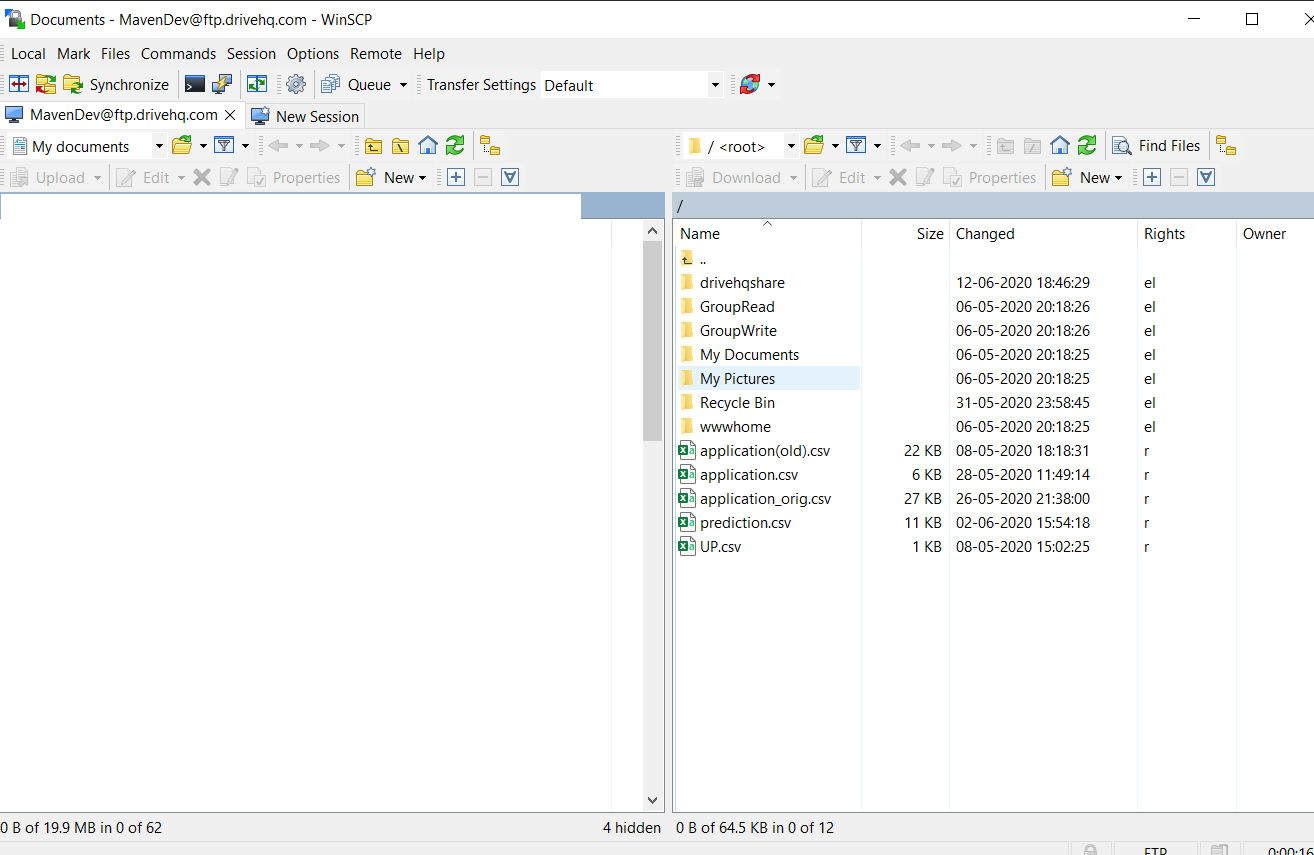 Documents - MavenDev@ftp.drivehq.com - WinSCP
Local Mark Files Commands Session Options Remote Help
Synchronize Queue Transfer Settings Default
MavenDev@ftp.drivehq.com New Session
My documents / <root> Find Files
Upload Edit Properties New Download Edit Properties New
/
Name Size Changed Rights Owner
..
drivehqshare 12-06-2020 18:46:29 el
GroupRead 06-05-2020 20:18:26 el
GroupWrite 06-05-2020 20:18:26 el
My Documents 06-05-2020 20:18:25 el
My Pictures 06-05-2020 20:18:25 el
Recycle Bin 31-05-2020 23:58:45 el
wwwhome 06-05-2020 20:18:25 el
application(old).csv 22 KB 08-05-2020 18:18:31 r
application.csv 6 KB 28-05-2020 11:49:14 r
application_orig.csv 27 KB 26-05-2020 21:38:00 r
prediction.csv 11 KB 02-06-2020 15:54:18 r
UP.csv 1 KB 08-05-2020 15:02:25 r
0 B of 19.9 MB in 0 of 62 4 hidden 0 B of 64.5 KB in 0 of 12
FTP 0:00:16